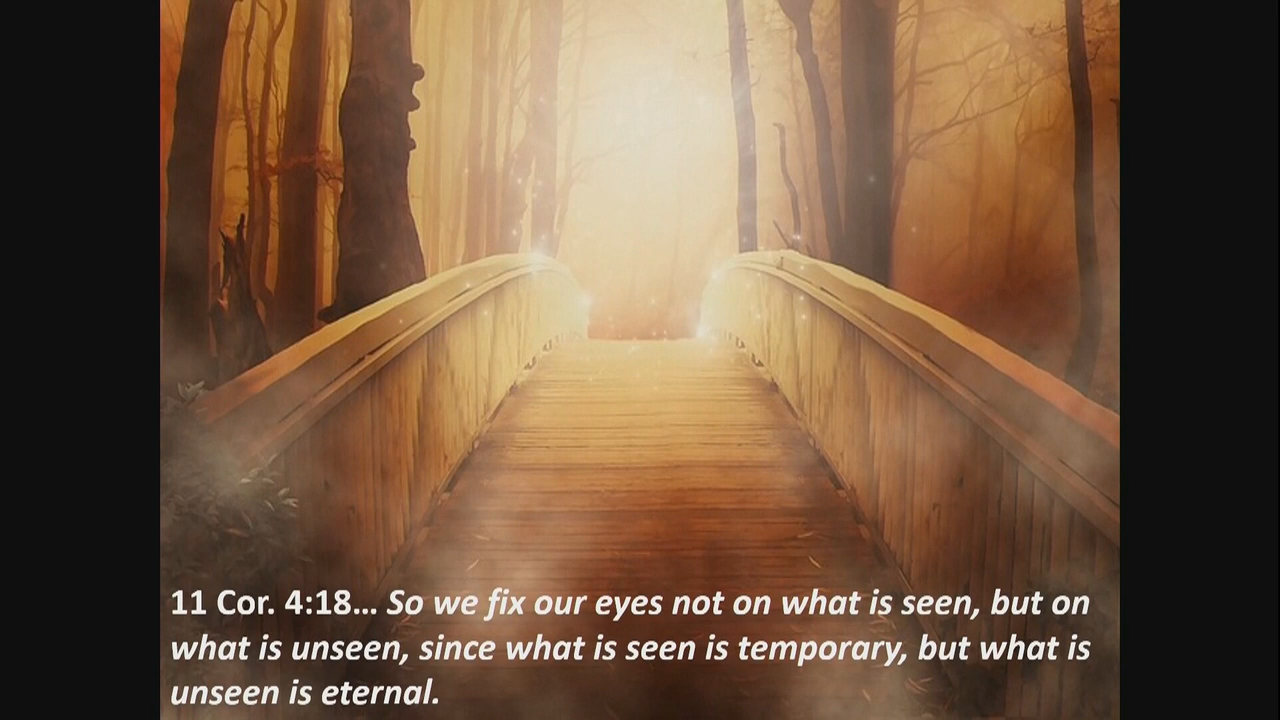 11 Cor. 4:18... So we fix our eyes not on what is seen, but on
what is unseen, since what is seen is temporary, but what is
unseen is eternal.